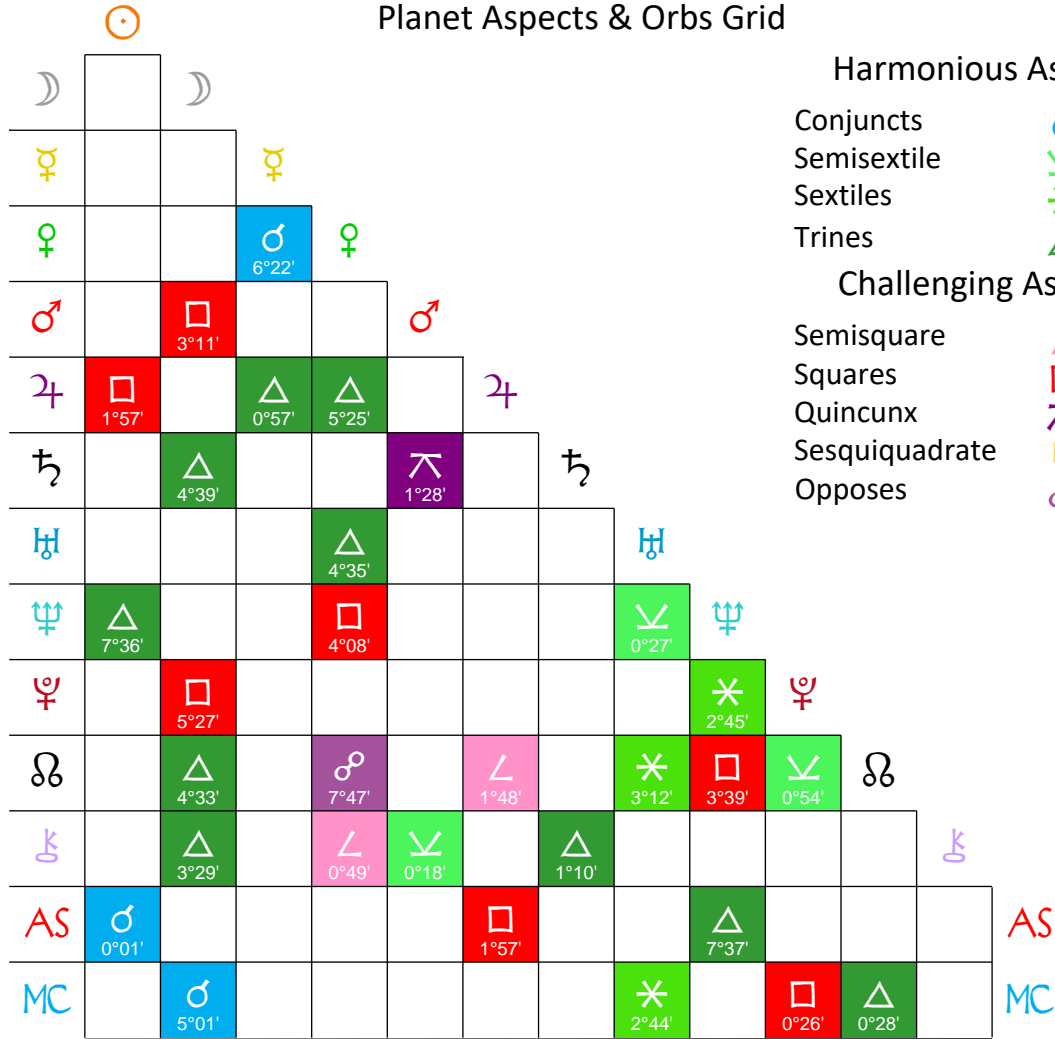 ☉
Planet Aspects & Orbs Grid
Harmonious As
☽ ☽
Conjuncts ☌
Semisextile ⚺
☿ ☿
Sextiles ⚹
♀ ☌ 6°22' ♀
Trines △
Challenging As
♂ □ 3°11' ♂
Semisquare ∠
Squares □
♃ □ 1°57' △ 0°57' △ 5°25' ♃
Quincunx ⚻
Sesquiquadrate
♄ △ 4°39' ⚻ 1°28' ♄
Opposes ☍
♅ △ 4°35' ♅
♆ △ 7°36' □ 4°08' ⚺ 0°27' ♆
♇ □ 5°27' ⚹ 2°45' ♇
☊ △ 4°33' ☍ 7°47' ∠ 1°48' ⚹ 3°12' □ 3°39' ⚺ 0°54' ☊
⚷ △ 3°29' ∠ 0°49' ⚺ 0°18' △ 1°10' ⚷
AS ☌ 0°01' □ 1°57' △ 7°37' AS
MC ☌ 5°01' ⚹ 2°44' □ 0°26' △ 0°28' MC